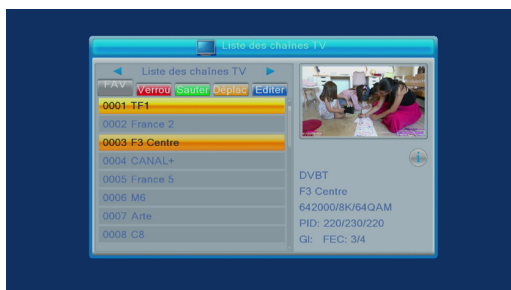 Liste des chaînes TV
Liste des chaînes TV
FAV Verrou Sauter Deplac Editer
0001 TF1
0002 France 2
0003 F3 Centre
0004 CANAL+
0005 France 5
0006 M6
0007 Arte
0008 C8
DVBT
F3 Centre
642000/8K/64QAM
PID: 220/230/220
GI: FEC: 3/4